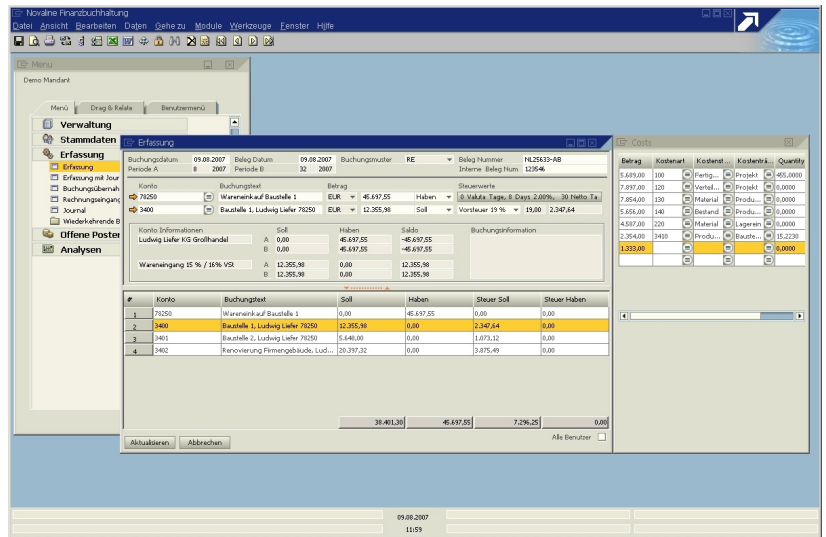 Novaline Finanzbuchhaltung
Datei Ansicht Bearbeiten Daten Gehe zu Module Werkzeuge Fenster Hilfe
Menu
Demo Mandant
Menü Drag & Relate Benutzermenü
Verwaltung
Stammdaten
Erfassung
Erfassung
Erfassung mit Jour
Buchungsübernah
Rechnungseingang
Journal
Wiederkehrende B
Offene Poster
Analysen
Erfassung
Buchungsdatum 09.08.2007 Beleg Datum 09.08.2007 Buchungsmuster RE Beleg Nummer NL25633-AB
Periode A 8 2007 Periode B 32 2007 Interne Beleg Num 123546
Konto Buchungstext Betrag Steuerwerte
78250 Wareneinkauf Baustelle 1 EUR 45.697,55 Haben 0 Valuta Tage, 8 Days 2,00%, 30 Netto Ta
3400 Baustelle 1, Ludwig Liefer 78250 EUR 12.355,98 Soll Vorsteuer 19 % 19,00 2.347,64
Konto Informationen Soll Haben Saldo Buchungsinformation
Ludwig Liefer KG Großhandel A 0,00 45.697,55 -45.697,55
B 0,00 45.697,55 -45.697,55
Wareneingang 15 % / 16% VSt A 12.355,98 0,00 12.355,98
B 12.355,98 0,00 12.355,98
# Konto Buchungstext Soll Haben Steuer Soll Steuer Haben
1 78250 Wareneinkauf Baustelle 1 0,00 45.697,55 0,00 0,00
2 3400 Baustelle 1, Ludwig Liefer 78250 12.355,98 0,00 2.347,64 0,00
3 3401 Baustelle 2, Ludwig Liefer 78250 5.648,00 0,00 1.073,12 0,00
4 3402 Renovierung Firmengebäude, Lud... 20.397,32 0,00 3.875,49 0,00
38.401,30 45.697,55 7.296,25 0,00
Alle Benutzer
Aktualisieren Abbrechen
Costs
Betrag Kostenart Kostenst... Kostenträ... Quantity
5.689,00 100 Fertig... Projekt 455,0000
7.897,00 120 Verteil... Projekt 0,0000
7.854,00 130 Material Produ... 0,0000
5.656,00 140 Bestand Produ... 0,0000
4.587,00 220 Material Lagerein 0,0000
2.354,00 3410 Produ... Bauste... 15,2230
1.333,00 0,0000
09.08.2007
11:59